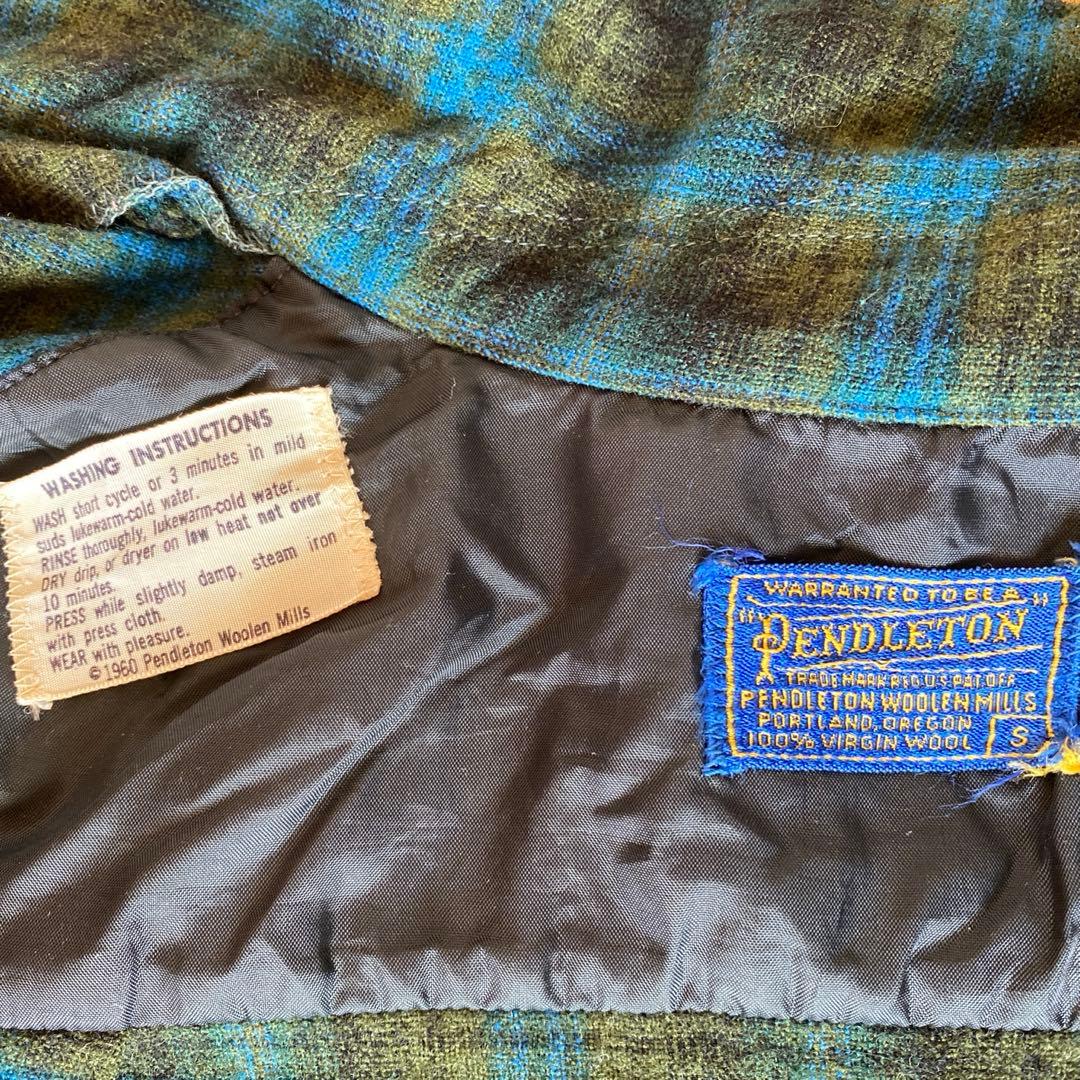 WASHING INSTRUCTIONS
WASH short cycle or 3 minutes in mild
suds lukewarm-cold water.
RINSE thoroughly, lukewarm-cold water.
DRY drip, or dryer on low heat not over
10 minutes.
PRESS while slightly damp, steam iron
with press cloth.
WEAR with pleasure.
©1960 Pendleton Woolen Mills
WARRANTED TO BE A
"PENDLETON"
TRADE MARK REG U.S. PAT. OFF.
PENDLETON WOOLEN MILLS
PORTLAND, OREGON
100% VIRGIN WOOL S